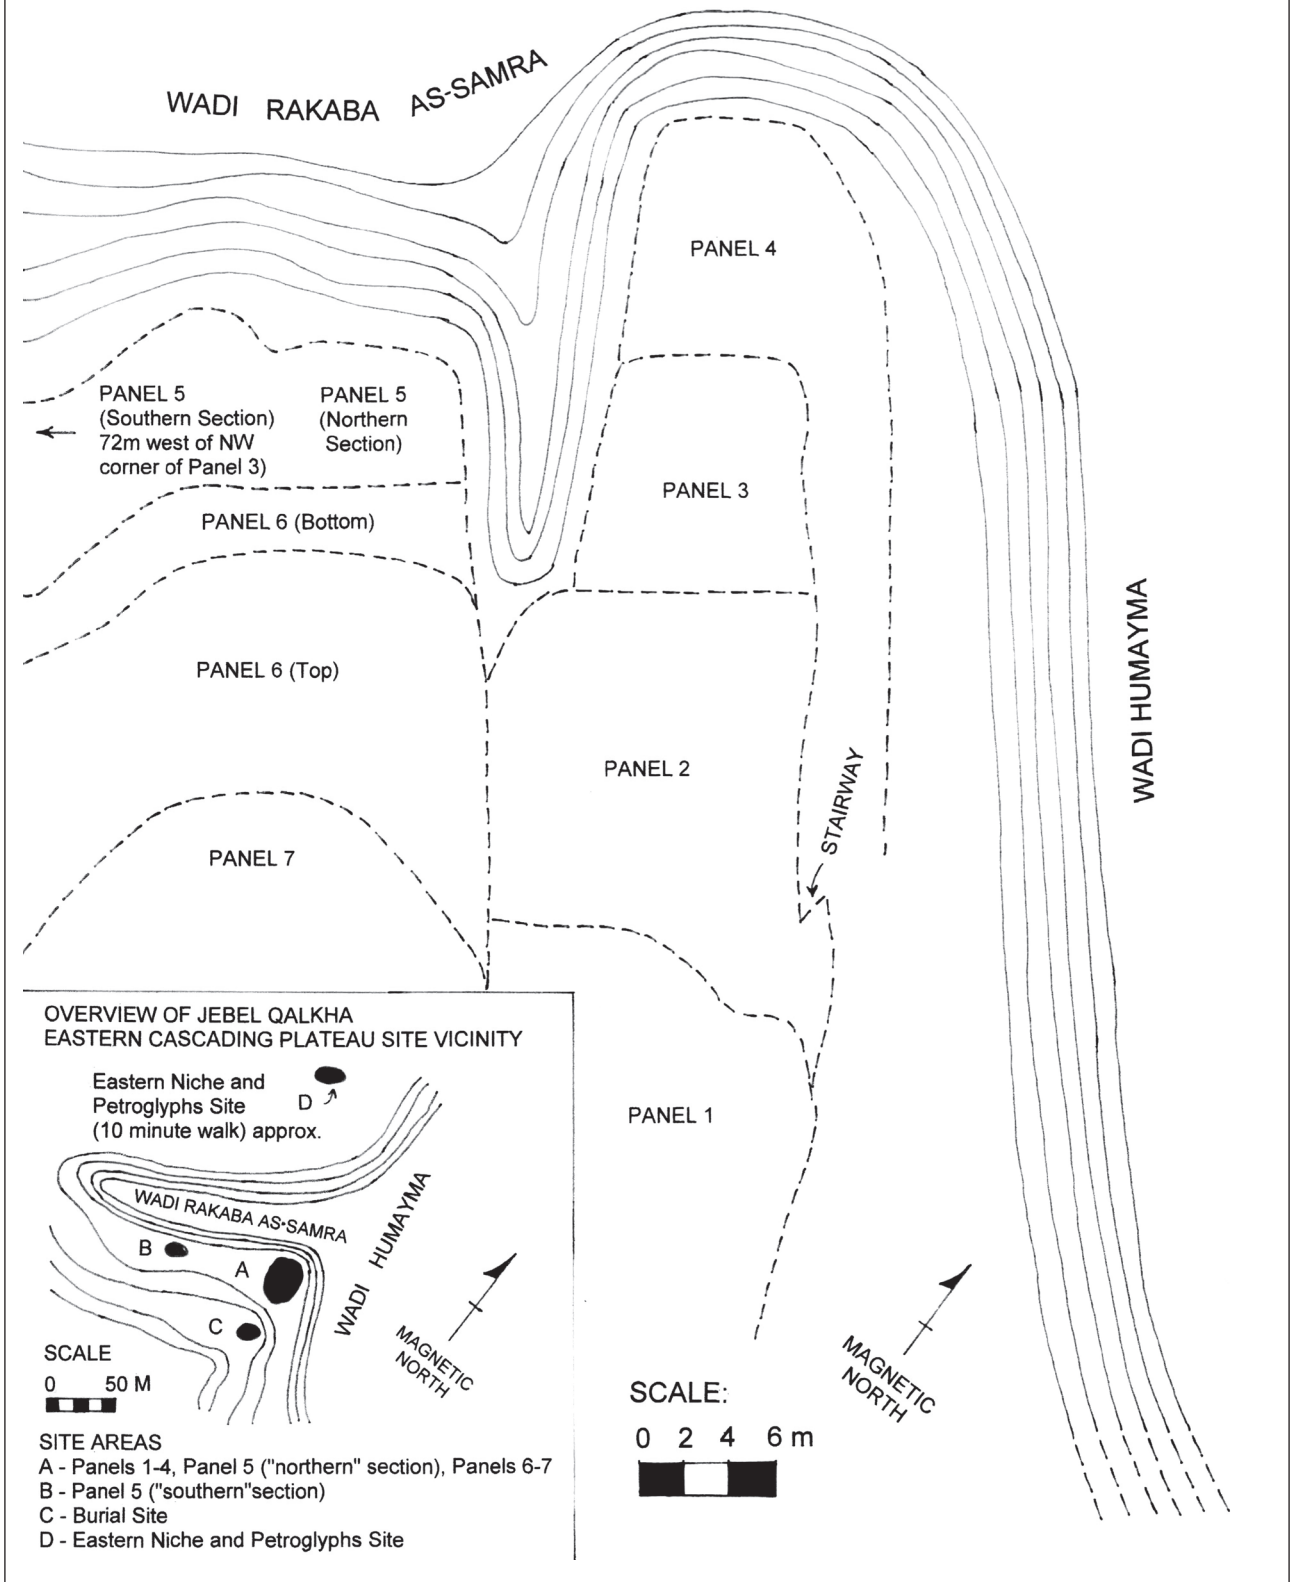 WADI RAKABA AS-SAMRA
PANEL 4
PANEL 5
(Southern Section)
72m west of NW
corner of Panel 3)
PANEL 5
(Northern
Section)
PANEL 3
PANEL 6 (Bottom)
WADI HUMAYMA
PANEL 6 (Top)
PANEL 2
STAIRWAY
PANEL 7
PANEL 1
OVERVIEW OF JEBEL QALKHA
EASTERN CASCADING PLATEAU SITE VICINITY
Eastern Niche and
Petroglyphs Site
(10 minute walk) approx.
D
WADI RAKABA AS-SAMRA
WADI HUMAYMA
B
A
C
MAGNETIC
NORTH
SCALE
0 50 M
SITE AREAS
A - Panels 1-4, Panel 5 ("northern" section), Panels 6-7
B - Panel 5 ("southern"section)
C - Burial Site
D - Eastern Niche and Petroglyphs Site
MAGNETIC
NORTH
SCALE:
0 2 4 6 m